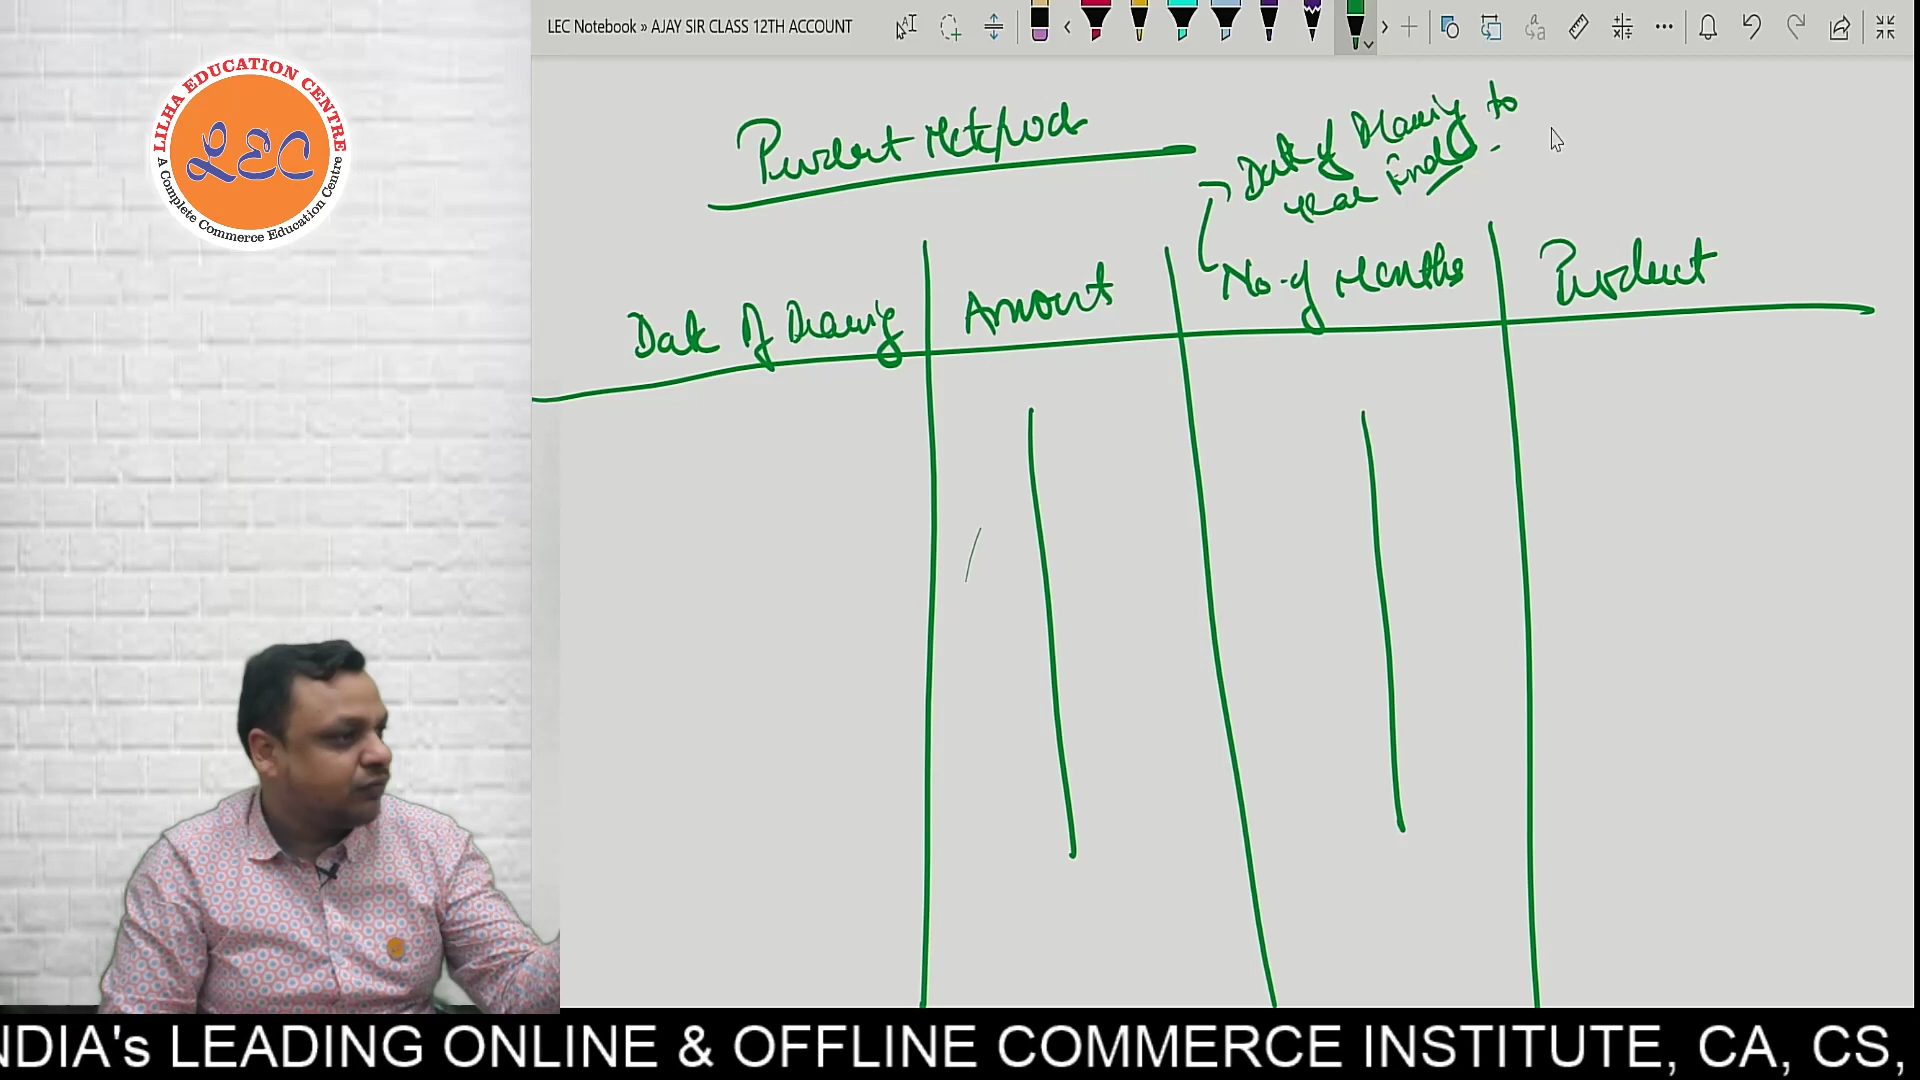 LEC Notebook » AJAY SIR CLASS 12TH ACCOUNT
LILHA EDUCATION CENTRE
LEC
A Complete Commerce Education Centre
Product Method
Date of Drawing to
year End
Date of Drawing Amount No. of Months Product
NDIA's LEADING ONLINE & OFFLINE COMMERCE INSTITUTE, CA, CS,